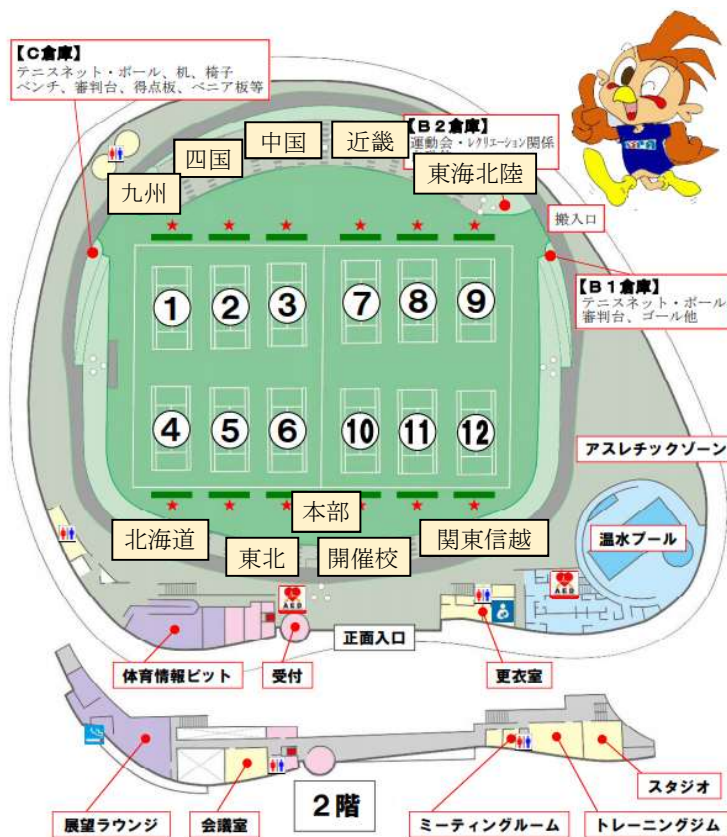 【C倉庫】
テニスネット・ボール、机、椅子
ベンチ、審判台、得点板、ベニア板等
【B2倉庫】
運動会・レクリエーション関係
中国
近畿
四国
東海北陸
九州
搬入口
【B1倉庫】
テニスネット・ボール
審判台、ゴール他
1
2
3
7
8
9
4
5
6
10
11
12
アスレチックゾーン
本部
北海道
東北
開催校
関東信越
温水プール
AED
AED
正面入口
体育情報ピット
受付
更衣室
2階
スタジオ
展望ラウンジ
会議室
ミーティングルーム
トレーニングジム